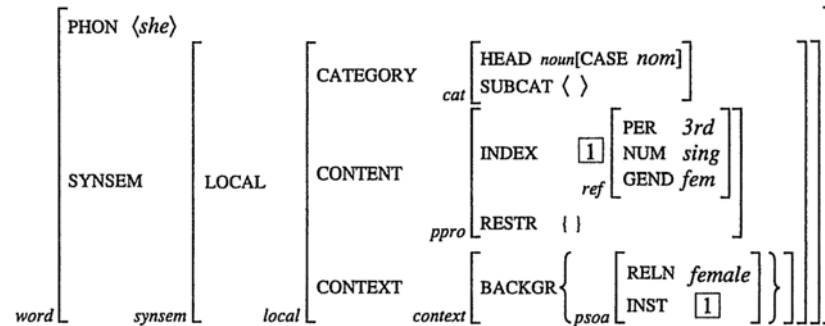 PHON ⟨she⟩
HEAD noun[CASE nom]
CATEGORY
cat SUBCAT ⟨ ⟩
PER 3rd
INDEX 1 NUM sing
SYNSEM LOCAL CONTENT
ref GEND fem
ppro RESTR { }
RELN female
CONTEXT BACKGR
word synsem local context psoa INST 1